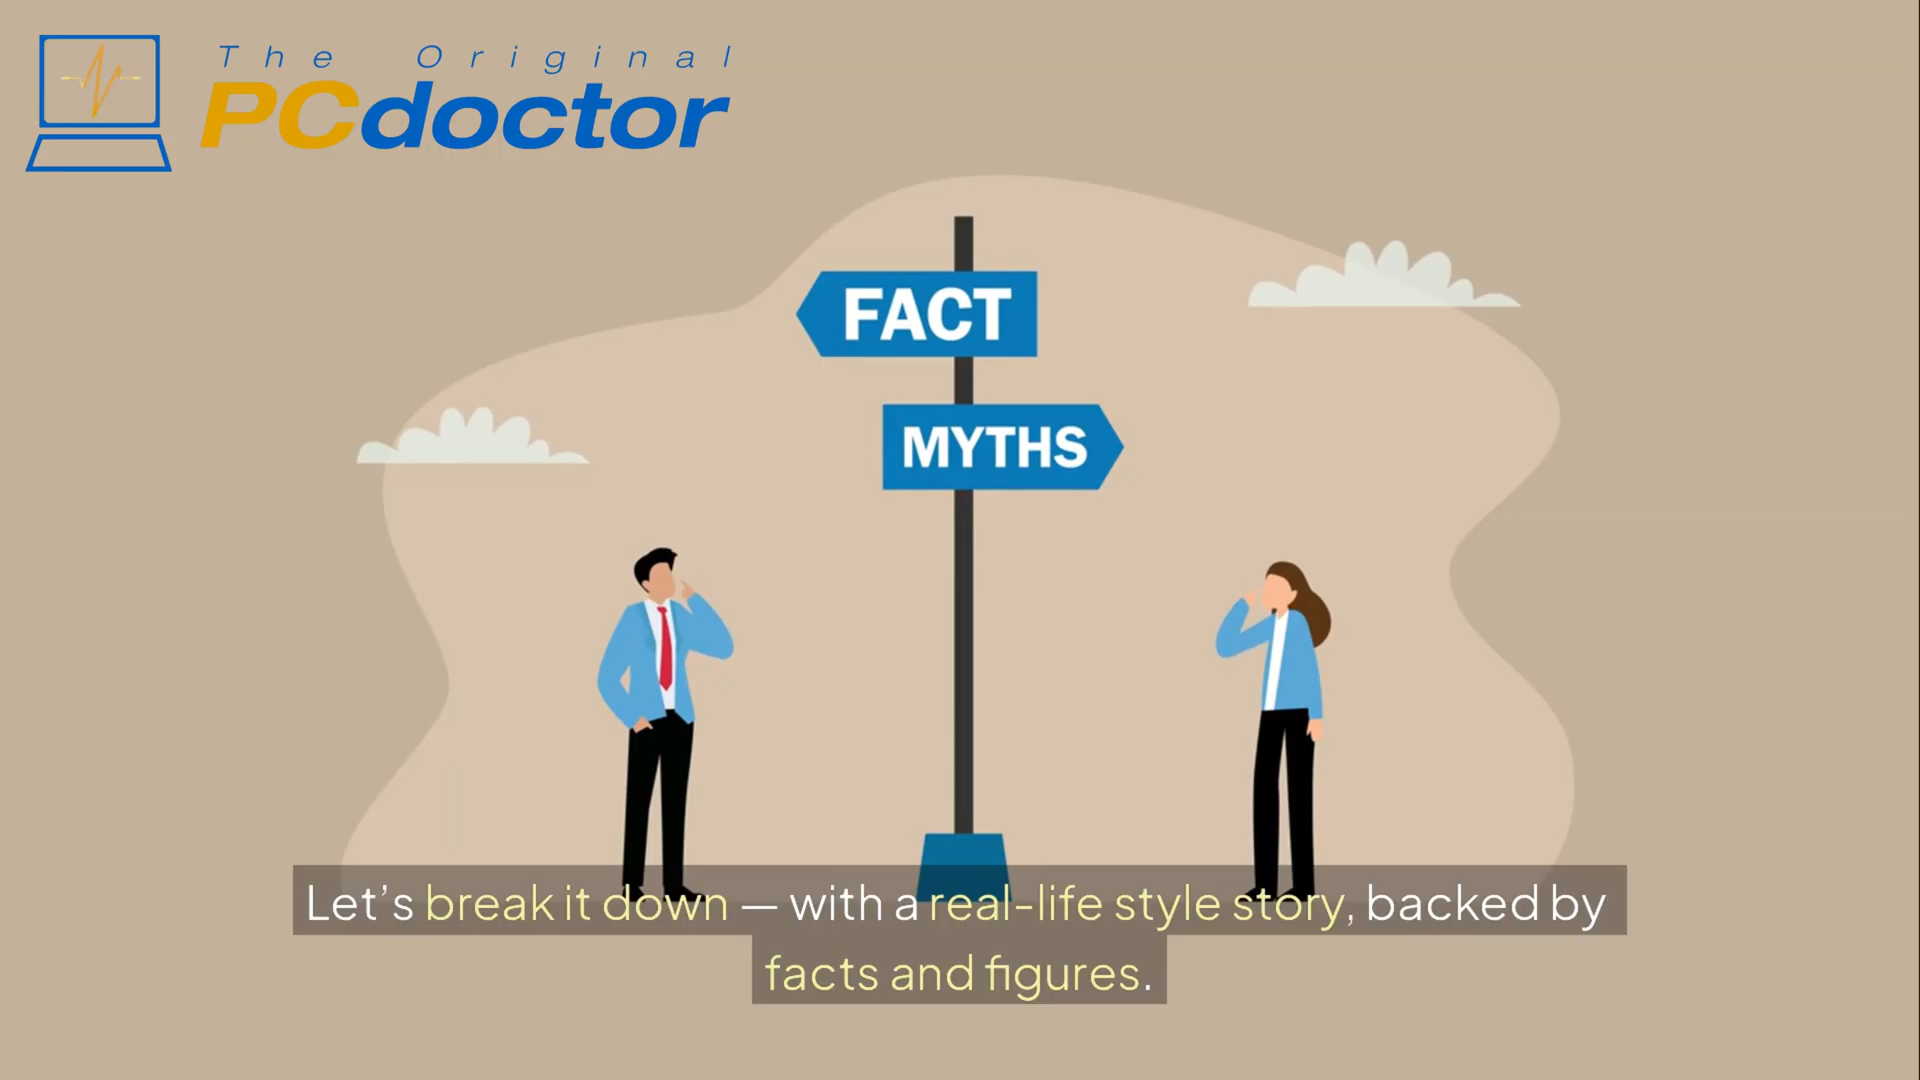 The Original
PCdoctor
FACT
MYTHS
Let’s break it down — with a real-life style story, backed by
facts and figures.